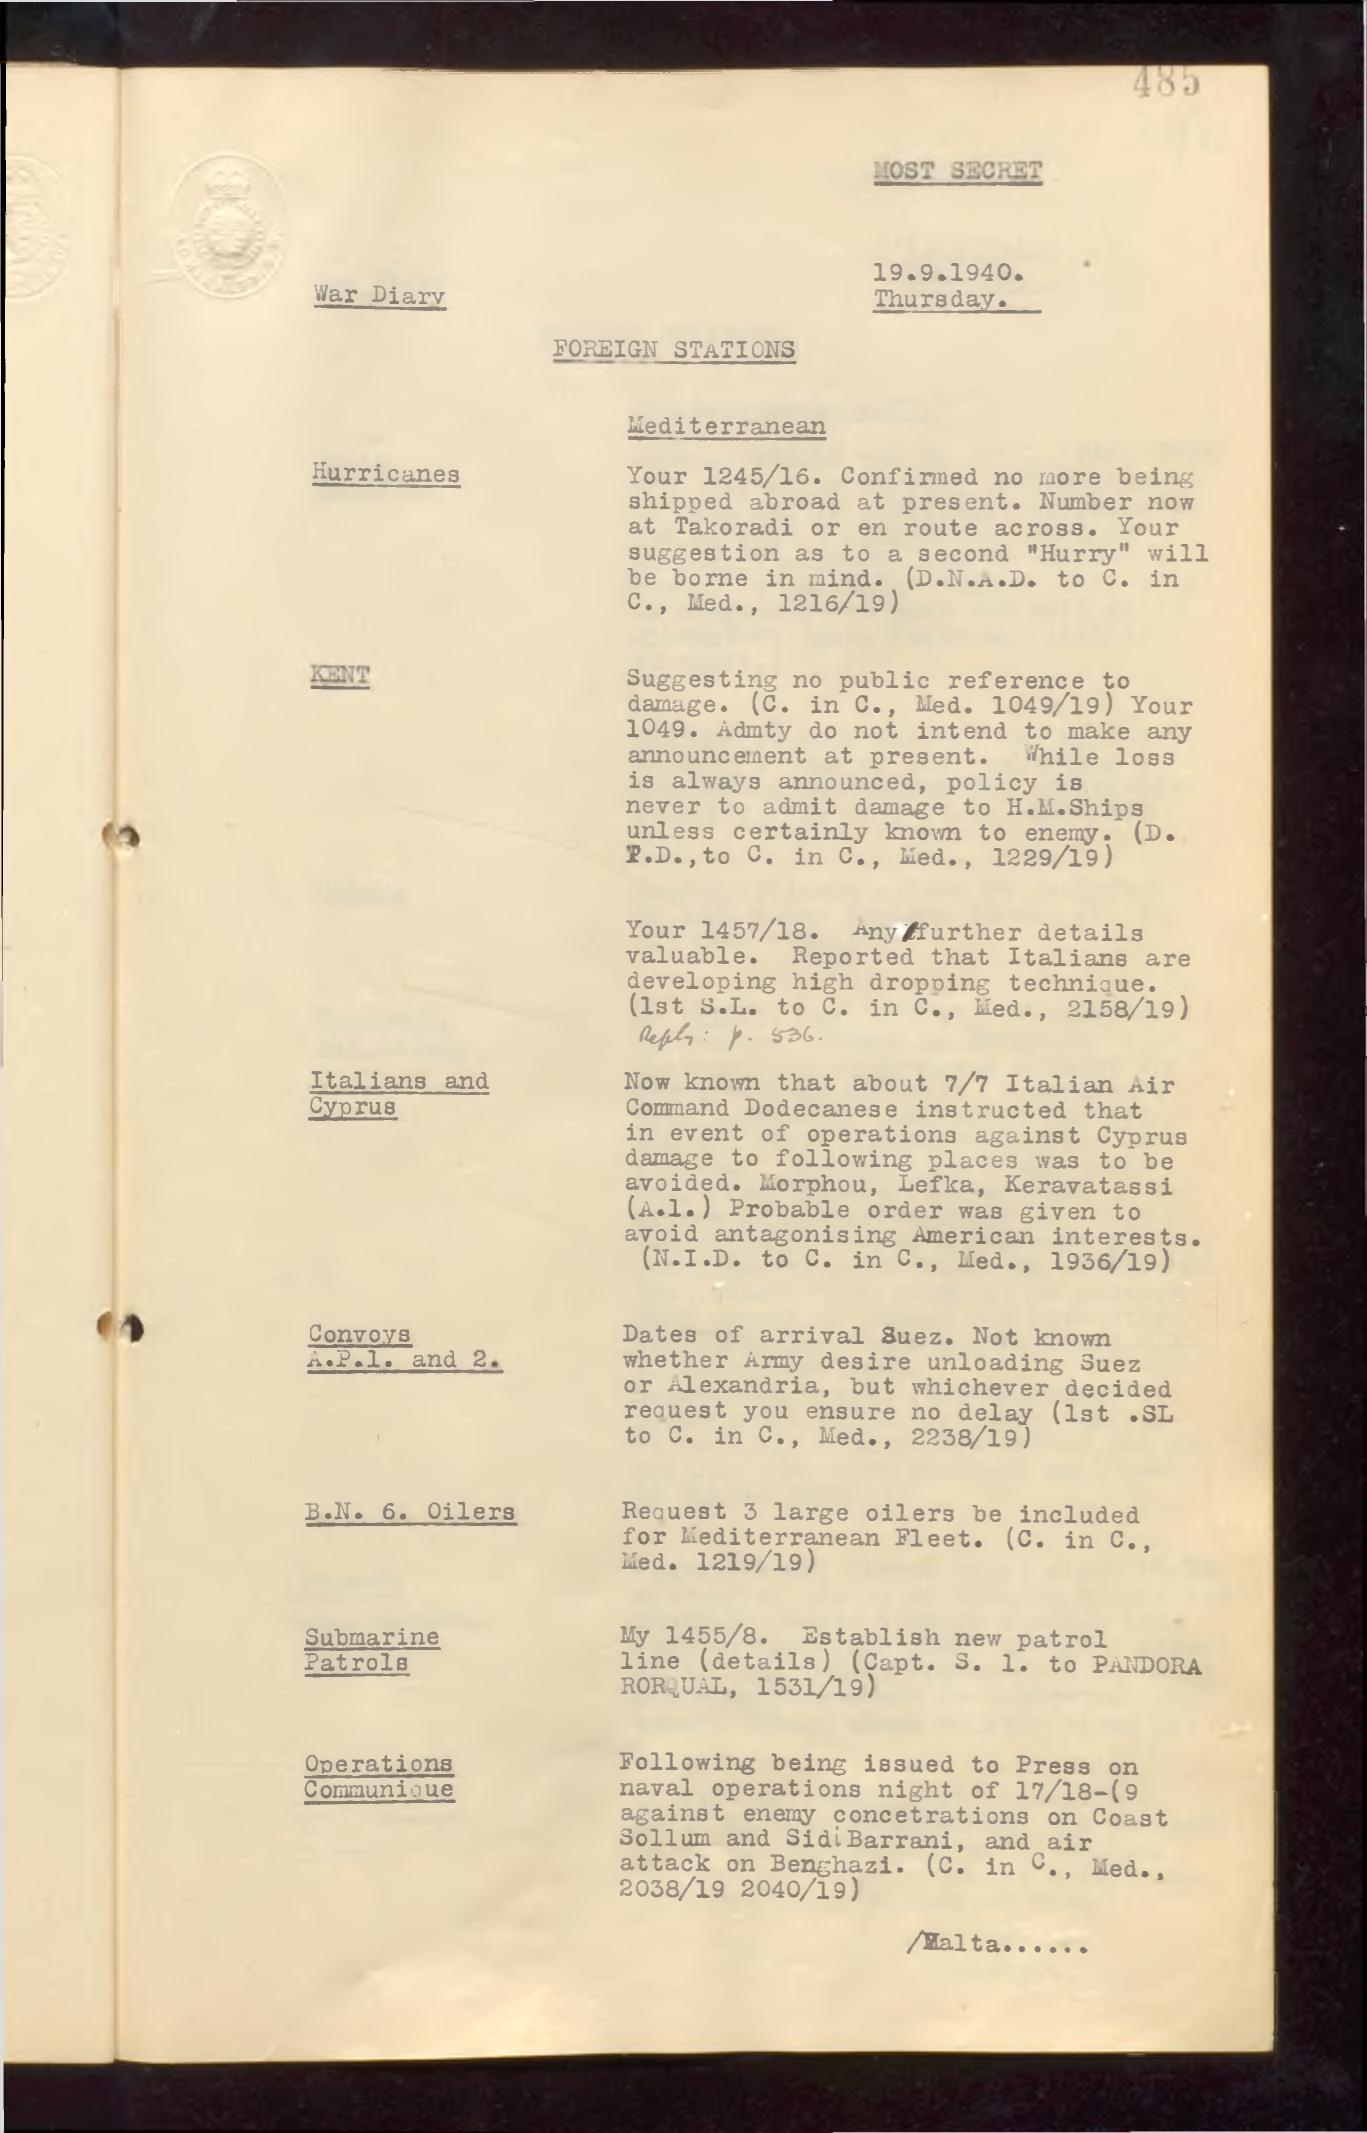 485
MOST SECRET
19.9.1940.
War Diary
Thursday.
FOREIGN STATIONS
Mediterranean
Hurricanes
Your 1245/16. Confirmed no more being
shipped abroad at present. Number now
at Takoradi or en route across. Your
suggestion as to a second "Hurry" will
be borne in mind. (D.N.A.D. to C. in
C., Med., 1216/19)
KENT
Suggesting no public reference to
damage. (C. in C., Med. 1049/19) Your
1049. Admty do not intend to make any
announcement at present. While loss
is always announced, policy is
never to admit damage to H.M.Ships
unless certainly known to enemy. (D.
P.D.,to C. in C., Med., 1229/19)
Your 1457/18. Any further details
valuable. Reported that Italians are
developing high dropping technique.
(1st S.L. to C. in C., Med., 2158/19)
Reply: p. 536.
Italians and
Cyprus
Now known that about 7/7 Italian Air
Command Dodecanese instructed that
in event of operations against Cyprus
damage to following places was to be
avoided. Morphou, Lefka, Keravatassi
(A.1.) Probable order was given to
avoid antagonising American interests.
(N.I.D. to C. in C., Med., 1936/19)
Convoys
A.P.1. and 2.
Dates of arrival Suez. Not known
whether Army desire unloading Suez
or Alexandria, but whichever decided
request you ensure no delay (1st .SL
to C. in C., Med., 2238/19)
B.N. 6. Oilers
Request 3 large oilers be included
for Mediterranean Fleet. (C. in C.,
Med. 1219/19)
Submarine
Patrols
My 1455/8. Establish new patrol
line (details) (Capt. S. 1. to PANDORA
RORQUAL, 1531/19)
Operations
Communique
Following being issued to Press on
naval operations night of 17/18-(9
against enemy concetrations on Coast
Sollum and Sidi Barrani, and air
attack on Benghazi. (C. in C., Med.,
2038/19 2040/19)
/Malta......